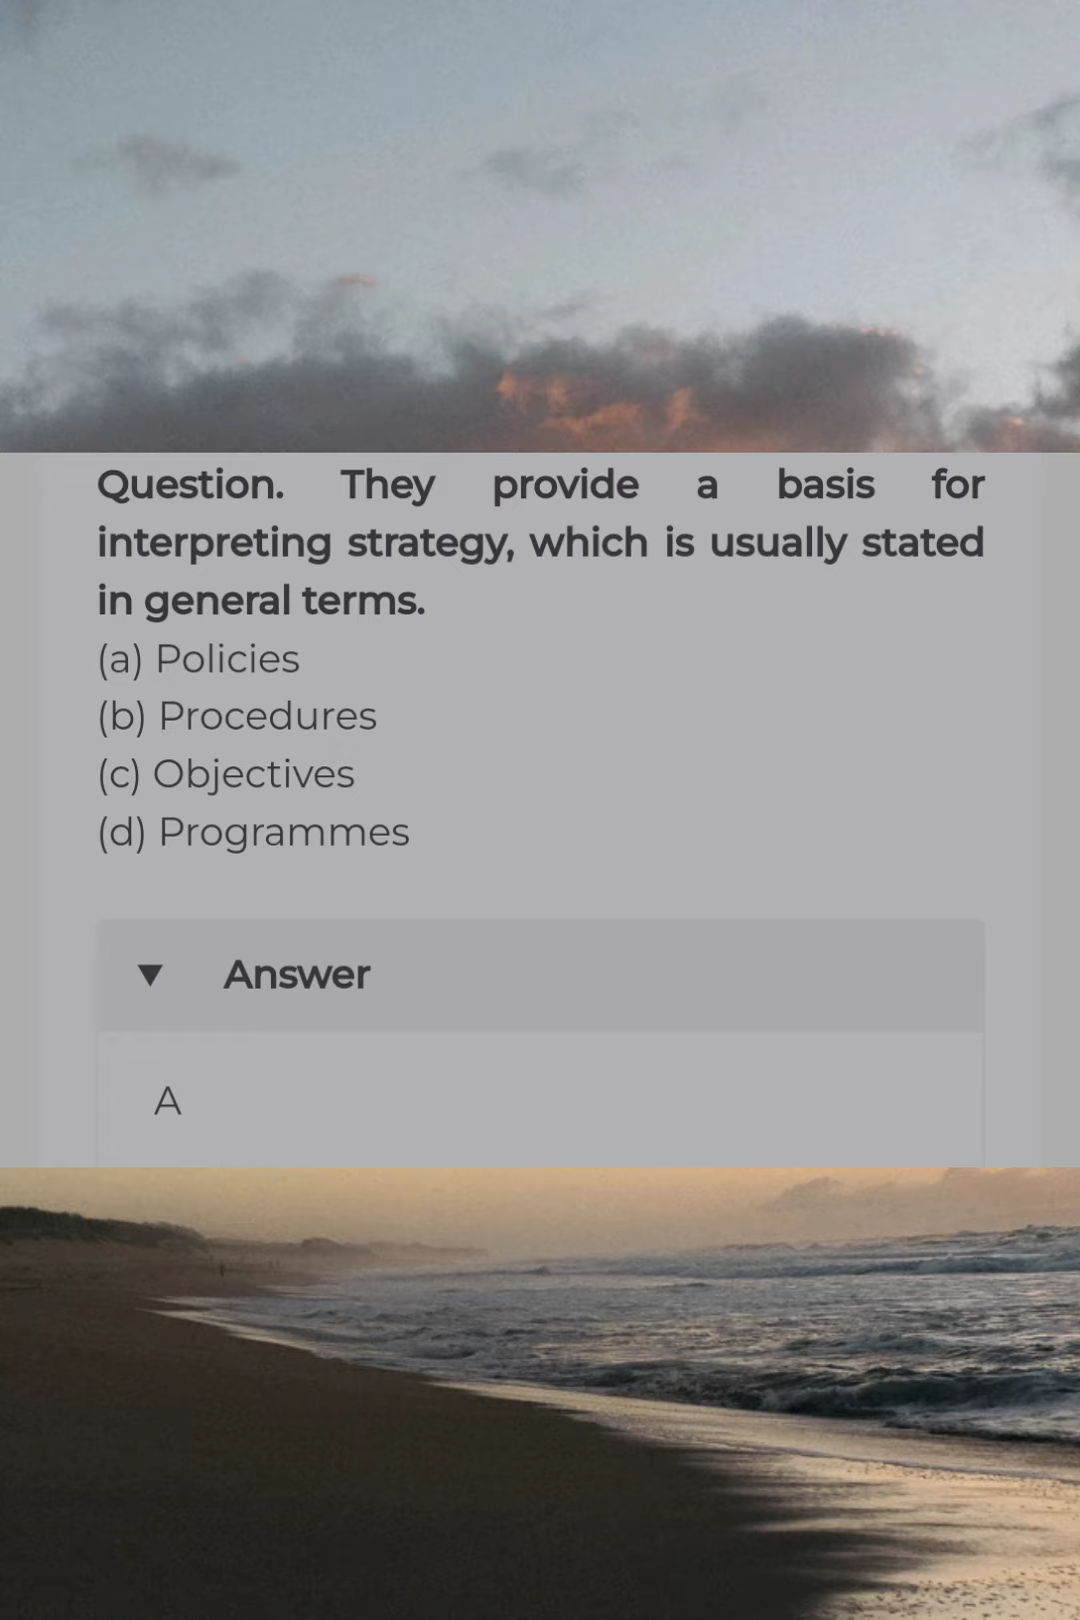 Question. They provide a basis for
interpreting strategy, which is usually stated
in general terms.
(a) Policies
(b) Procedures
(c) Objectives
(d) Programmes
▼ Answer
A